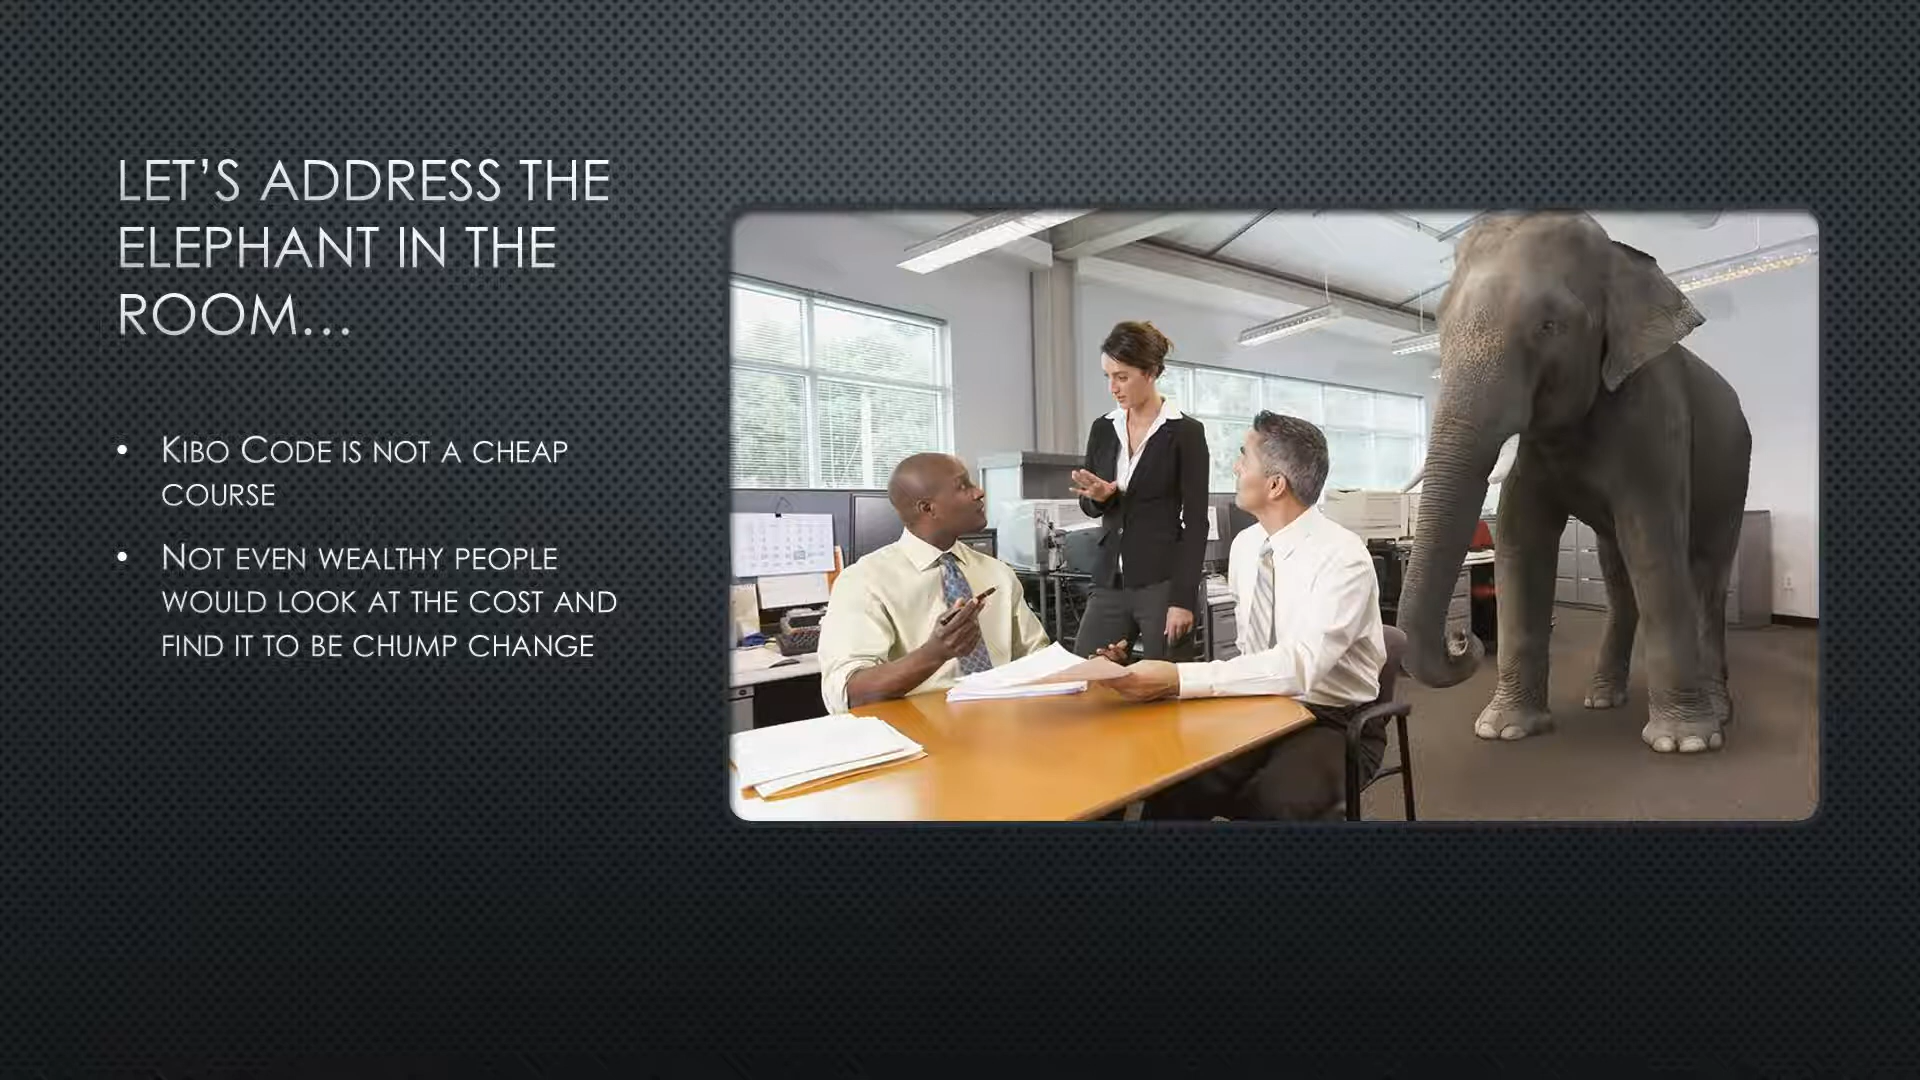 LET’S ADDRESS THE
ELEPHANT IN THE
ROOM…
• KIBO CODE IS NOT A CHEAP
COURSE
• NOT EVEN WEALTHY PEOPLE
WOULD LOOK AT THE COST AND
FIND IT TO BE CHUMP CHANGE